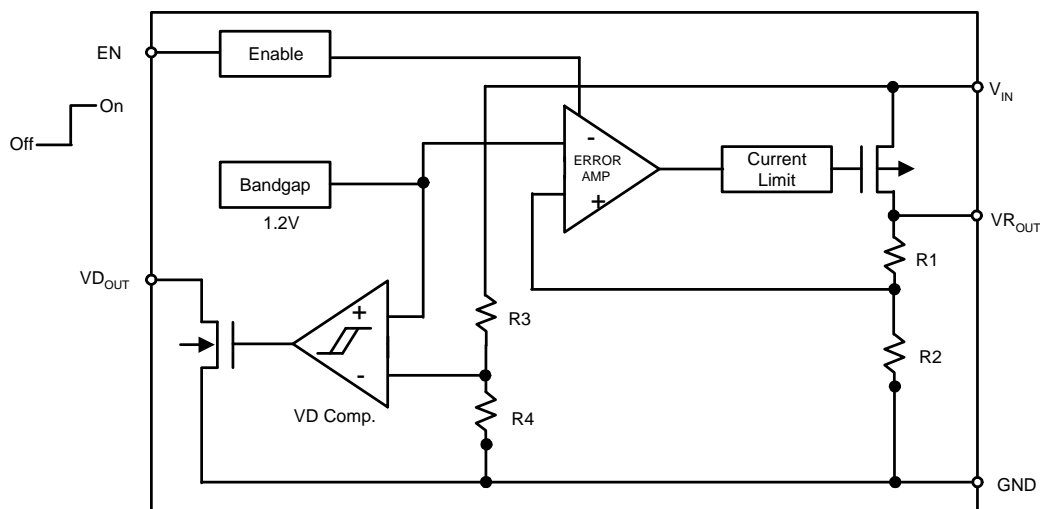 EN
Enable
V_IN
On
Off
-
ERROR
AMP
+
Current
Limit
Bandgap
1.2V
VR_OUT
R1
VD_OUT
+
-
R3
R2
VD Comp.
R4
GND